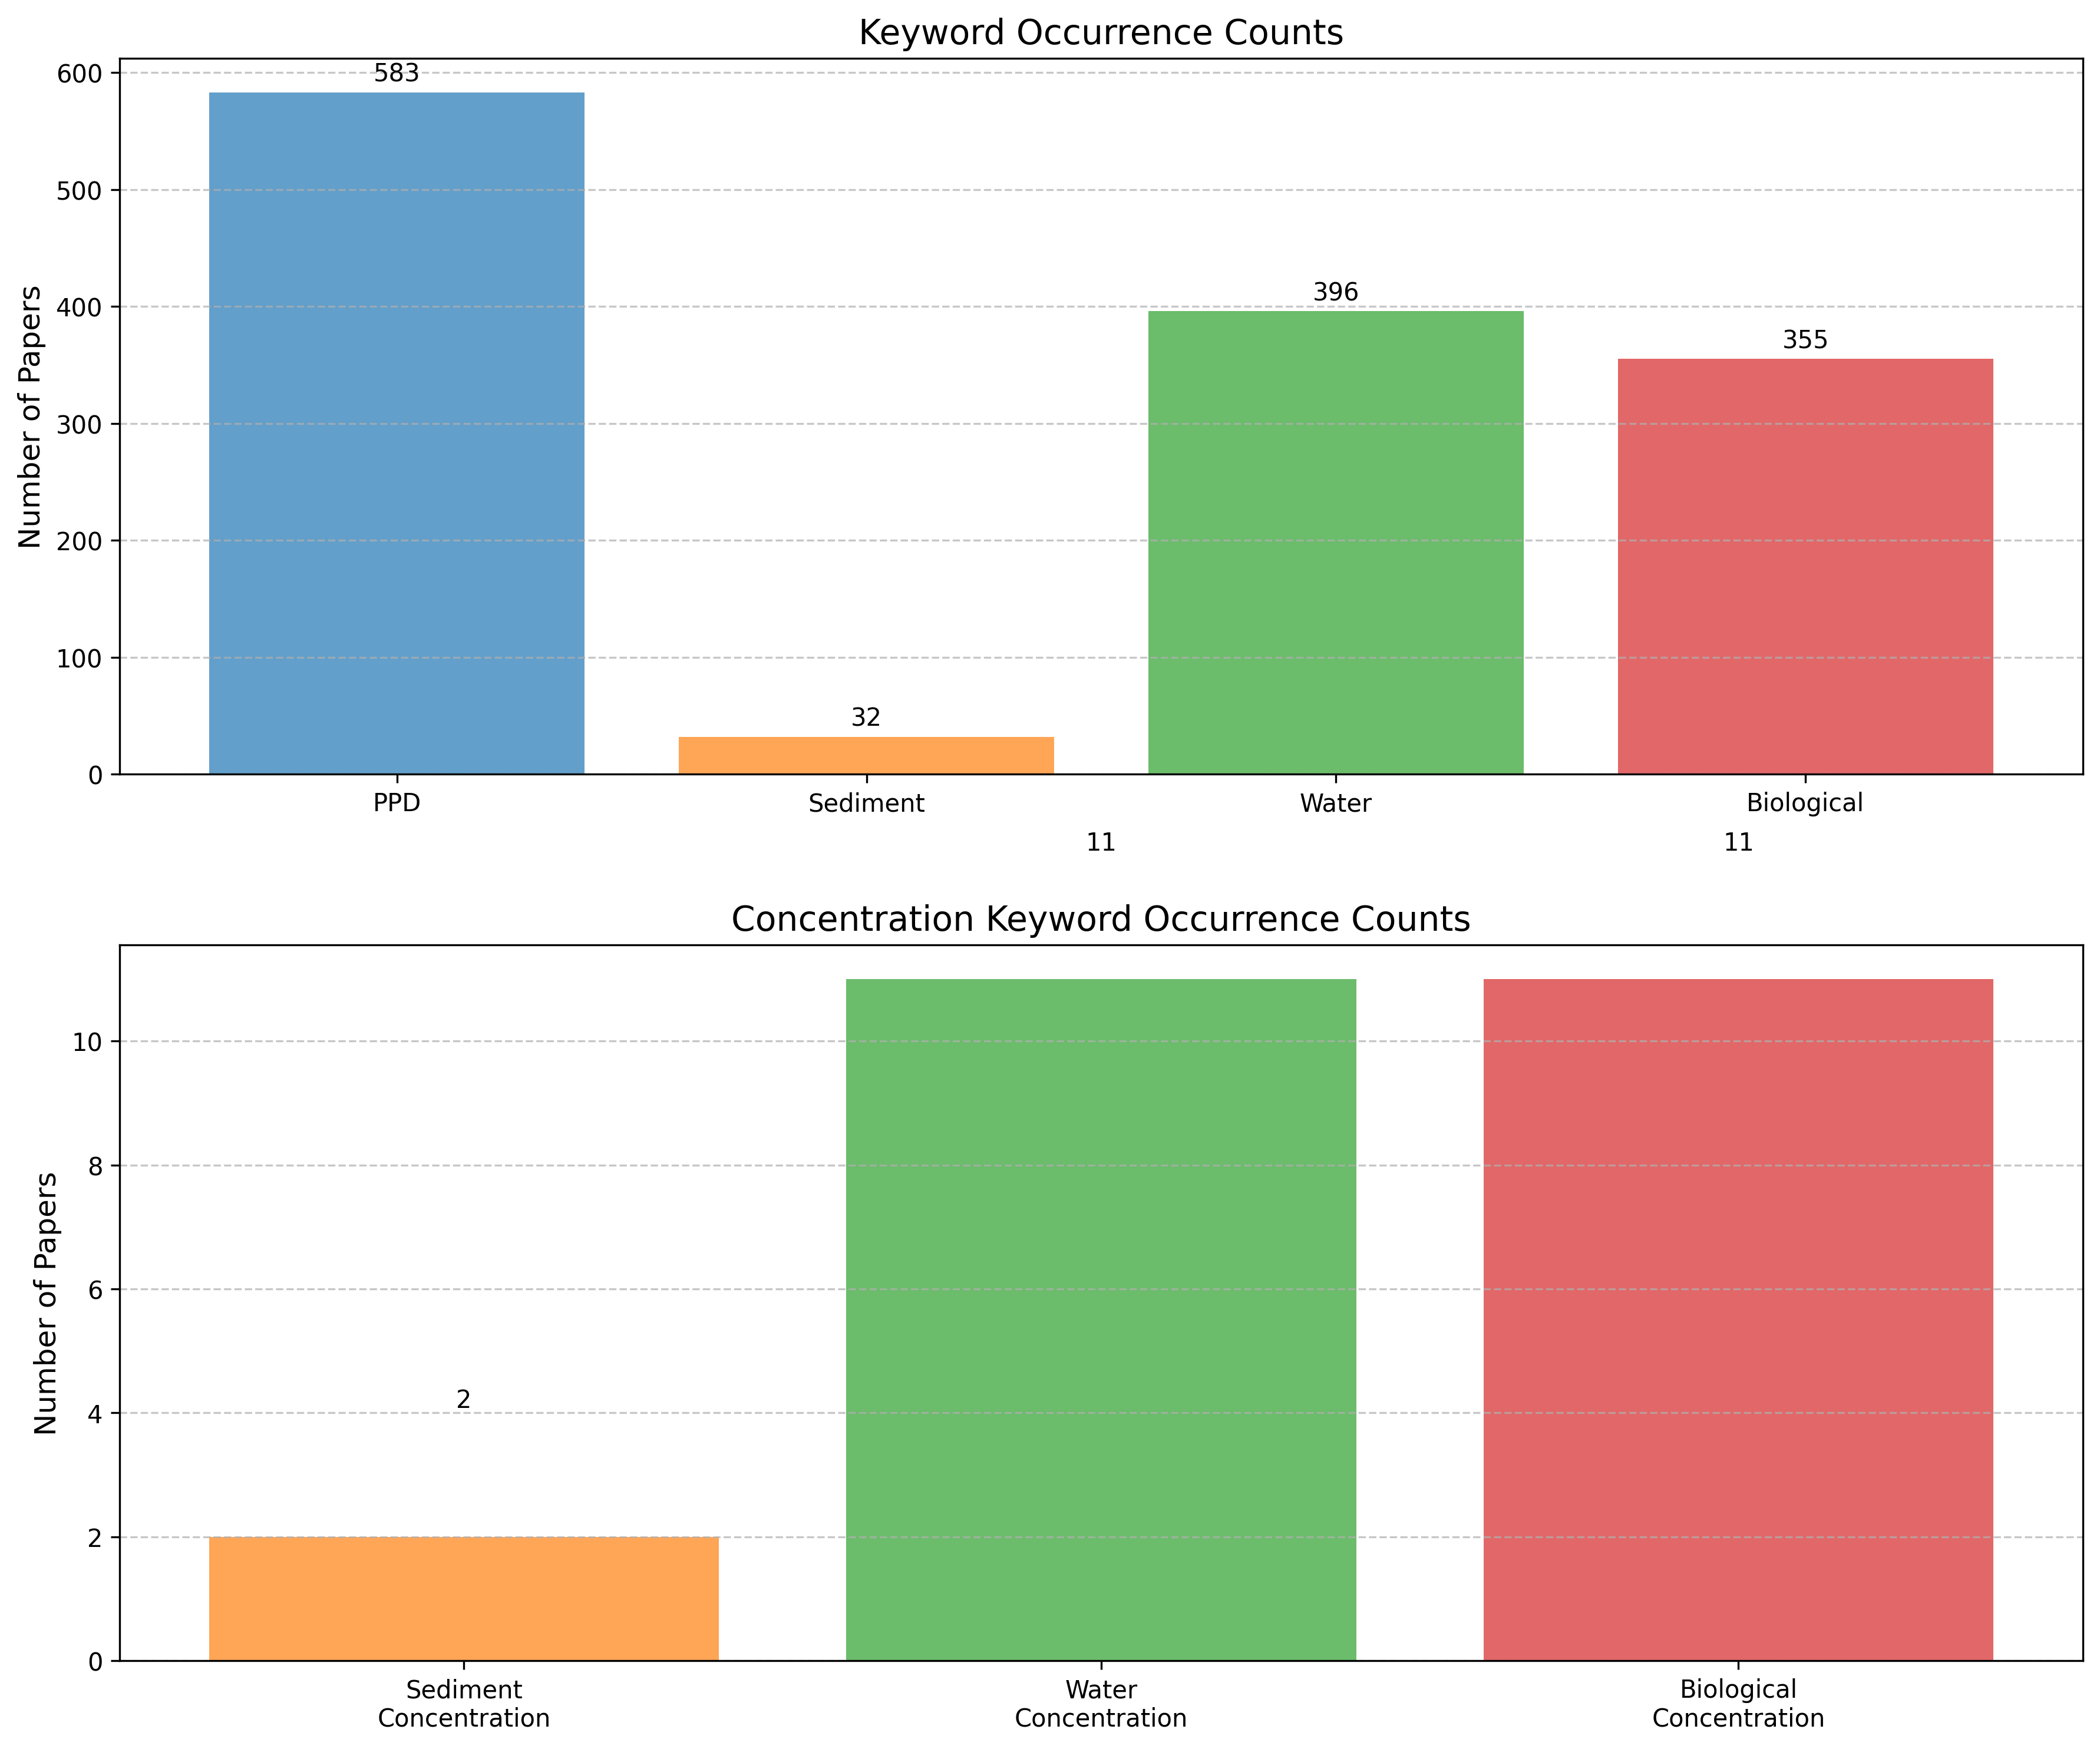 Keyword Occurrence Counts
Number of Papers
600
500
400
300
200
100
0
583
32
396
355
PPD
Sediment
Water
Biological
11
11
Concentration Keyword Occurrence Counts
Number of Papers
10
8
6
4
2
0
2
Sediment
Concentration
Water
Concentration
Biological
Concentration